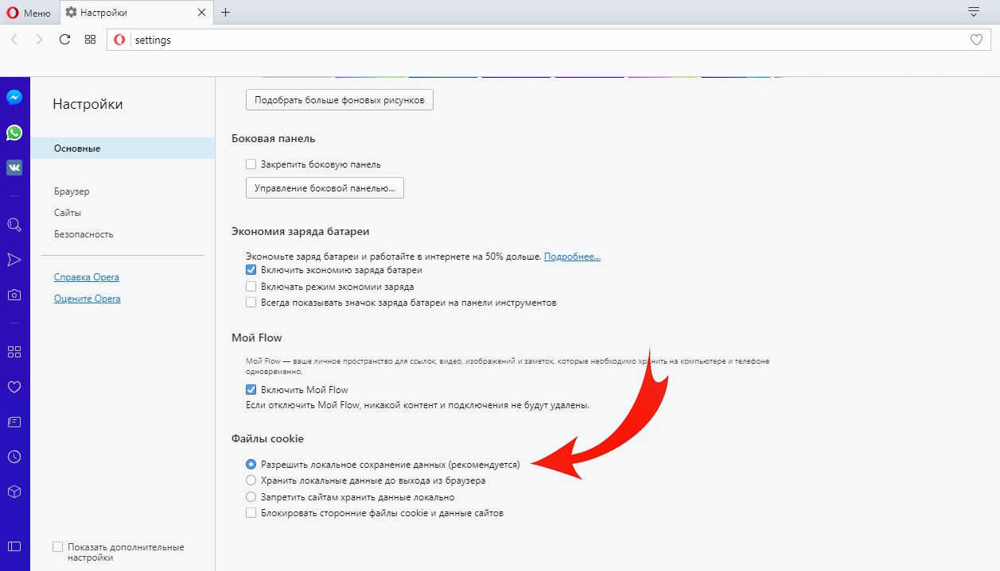 Меню
Настройки
settings
Настройки
Основные
Браузер
Сайты
Безопасность
Справка Opera
Оцените Opera
Показать дополнительные
настройки
Подобрать больше фоновых рисунков
Боковая панель
Закрепить боковую панель
Управление боковой панелью...
Экономия заряда батареи
Экономьте заряд батареи и работайте в интернете на 50% дольше. Подробнее...
Включить экономию заряда батареи
Включать режим экономии заряда
Всегда показывать значок заряда батареи на панели инструментов
Мой Flow
Мой Flow — ваше личное пространство для ссылок, видео, изображений и заметок, которые необходимо хранить на компьютере и телефоне
одновременно.
Включить Мой Flow
Если отключить Мой Flow, никакой контент и подключения не будут удалены.
Файлы cookie
Разрешить локальное сохранение данных (рекомендуется)
Хранить локальные данные до выхода из браузера
Запретить сайтам хранить данные локально
Блокировать сторонние файлы cookie и данные сайтов